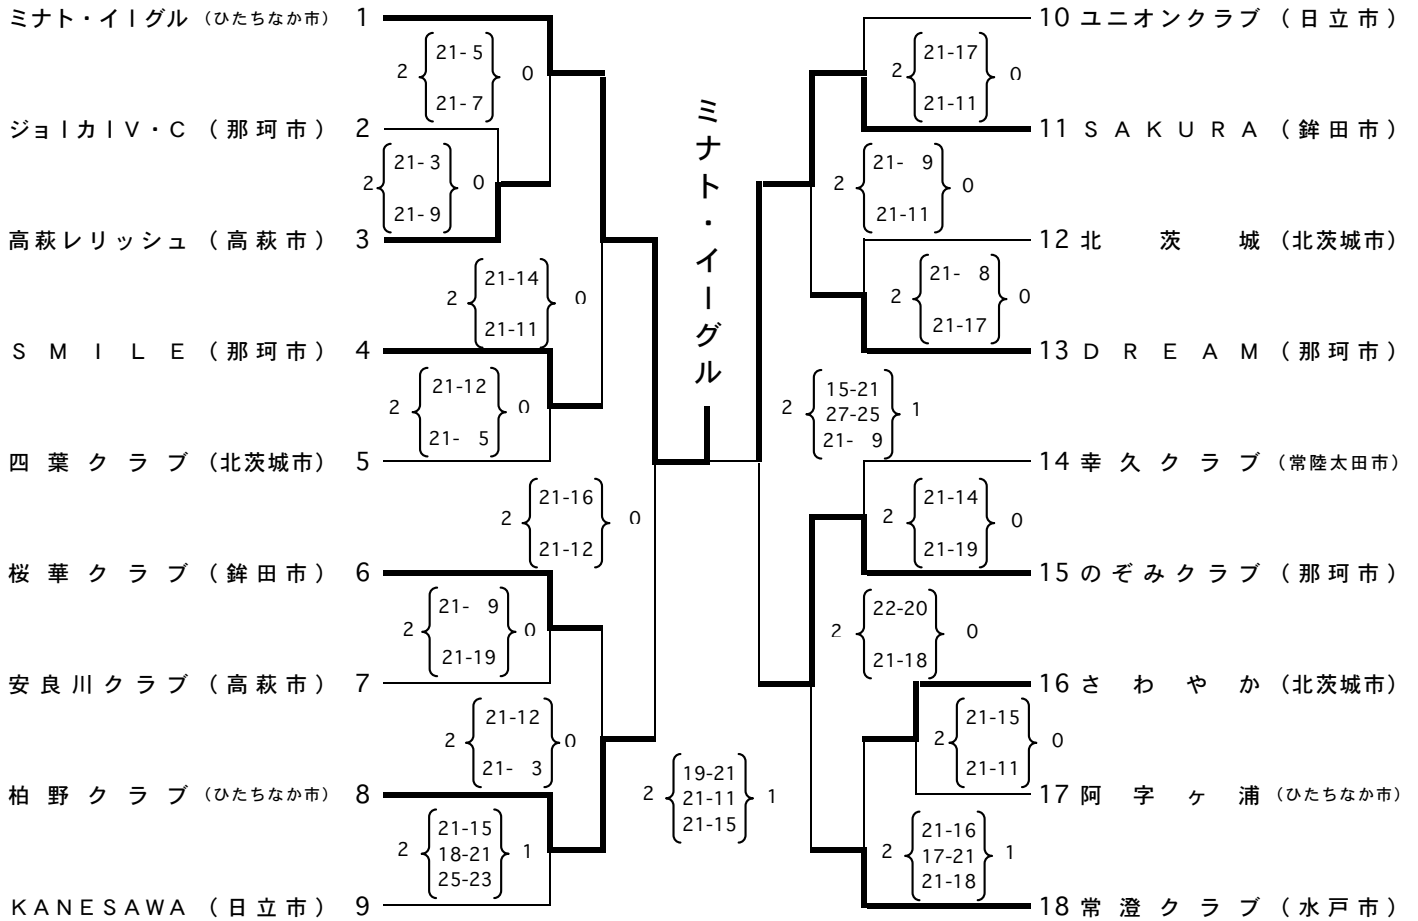 ミナト・イーグル （ひたちなか市） 1
2 21- 5 0
21- 7
ジョーカーV・C （那珂市） 2
2 21- 3 0
21- 9
高萩レリッシュ （高萩市） 3
2 21-14 0
21-11
SMILE （那珂市） 4
2 21-12 0
21- 5
四葉クラブ （北茨城市） 5
2 21-16 0
21-12
桜華クラブ （鉾田市） 6
2 21- 9 0
21-19
安良川クラブ （高萩市） 7
2 21-12 0
21- 3
柏野クラブ （ひたちなか市） 8
2 21-15 1
18-21
25-23
KANESAWA （日立市） 9
ミナト・イーグル
2 19-21 1
21-11
21-15
10 ユニオンクラブ （日立市）
2 21-17 0
21-11
11 SAKURA （鉾田市）
2 21- 9 0
21-11
12 北茨城 （北茨城市）
2 21- 8 0
21-17
13 DREAM （那珂市）
2 15-21 1
27-25
21- 9
14 幸久クラブ （常陸太田市）
2 21-14 0
21-19
15 のぞみクラブ （那珂市）
2 22-20 0
21-18
16 さわやか （北茨城市）
2 21-15 0
21-11
17 阿字ヶ浦 （ひたちなか市）
2 21-16 1
17-21
21-18
18 常澄クラブ （水戸市）